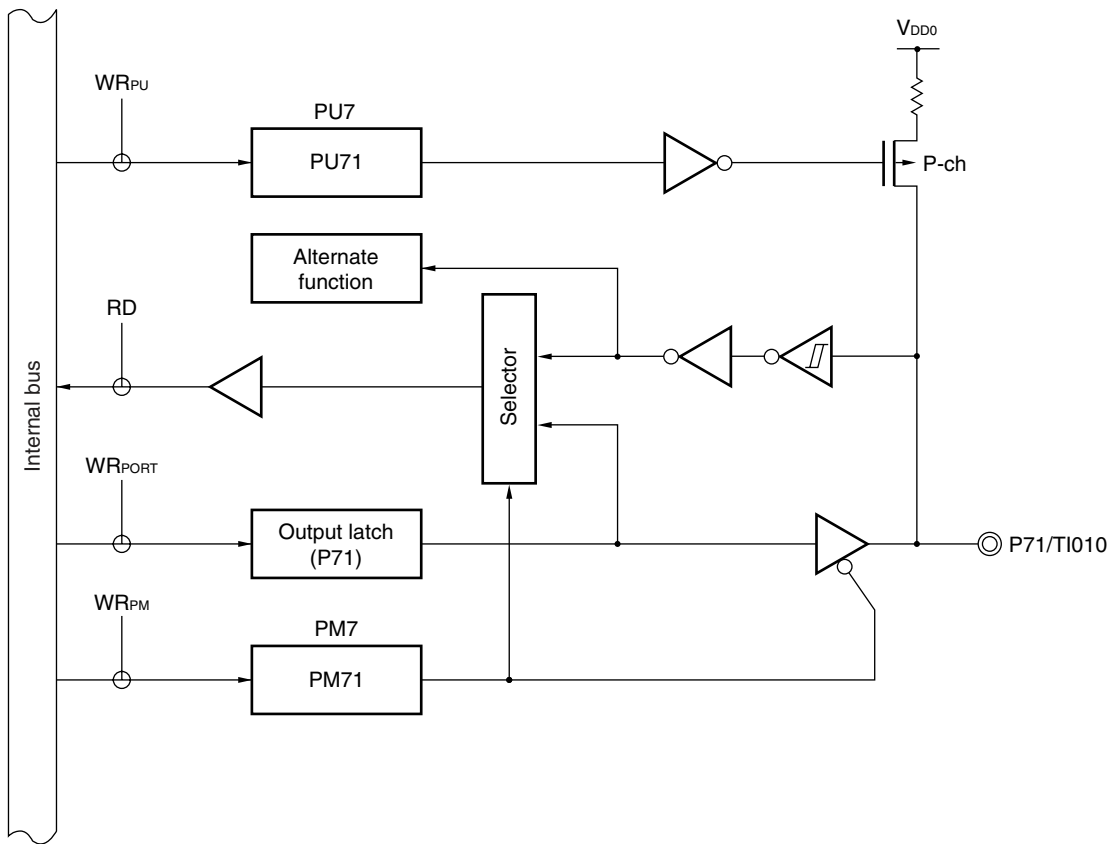 VDD0
WRPU
PU7
PU71
P-ch
Alternate
function
RD
Selector
Internal bus
WRPORT
Output latch
(P71)
P71/TI010
WRPM
PM7
PM71